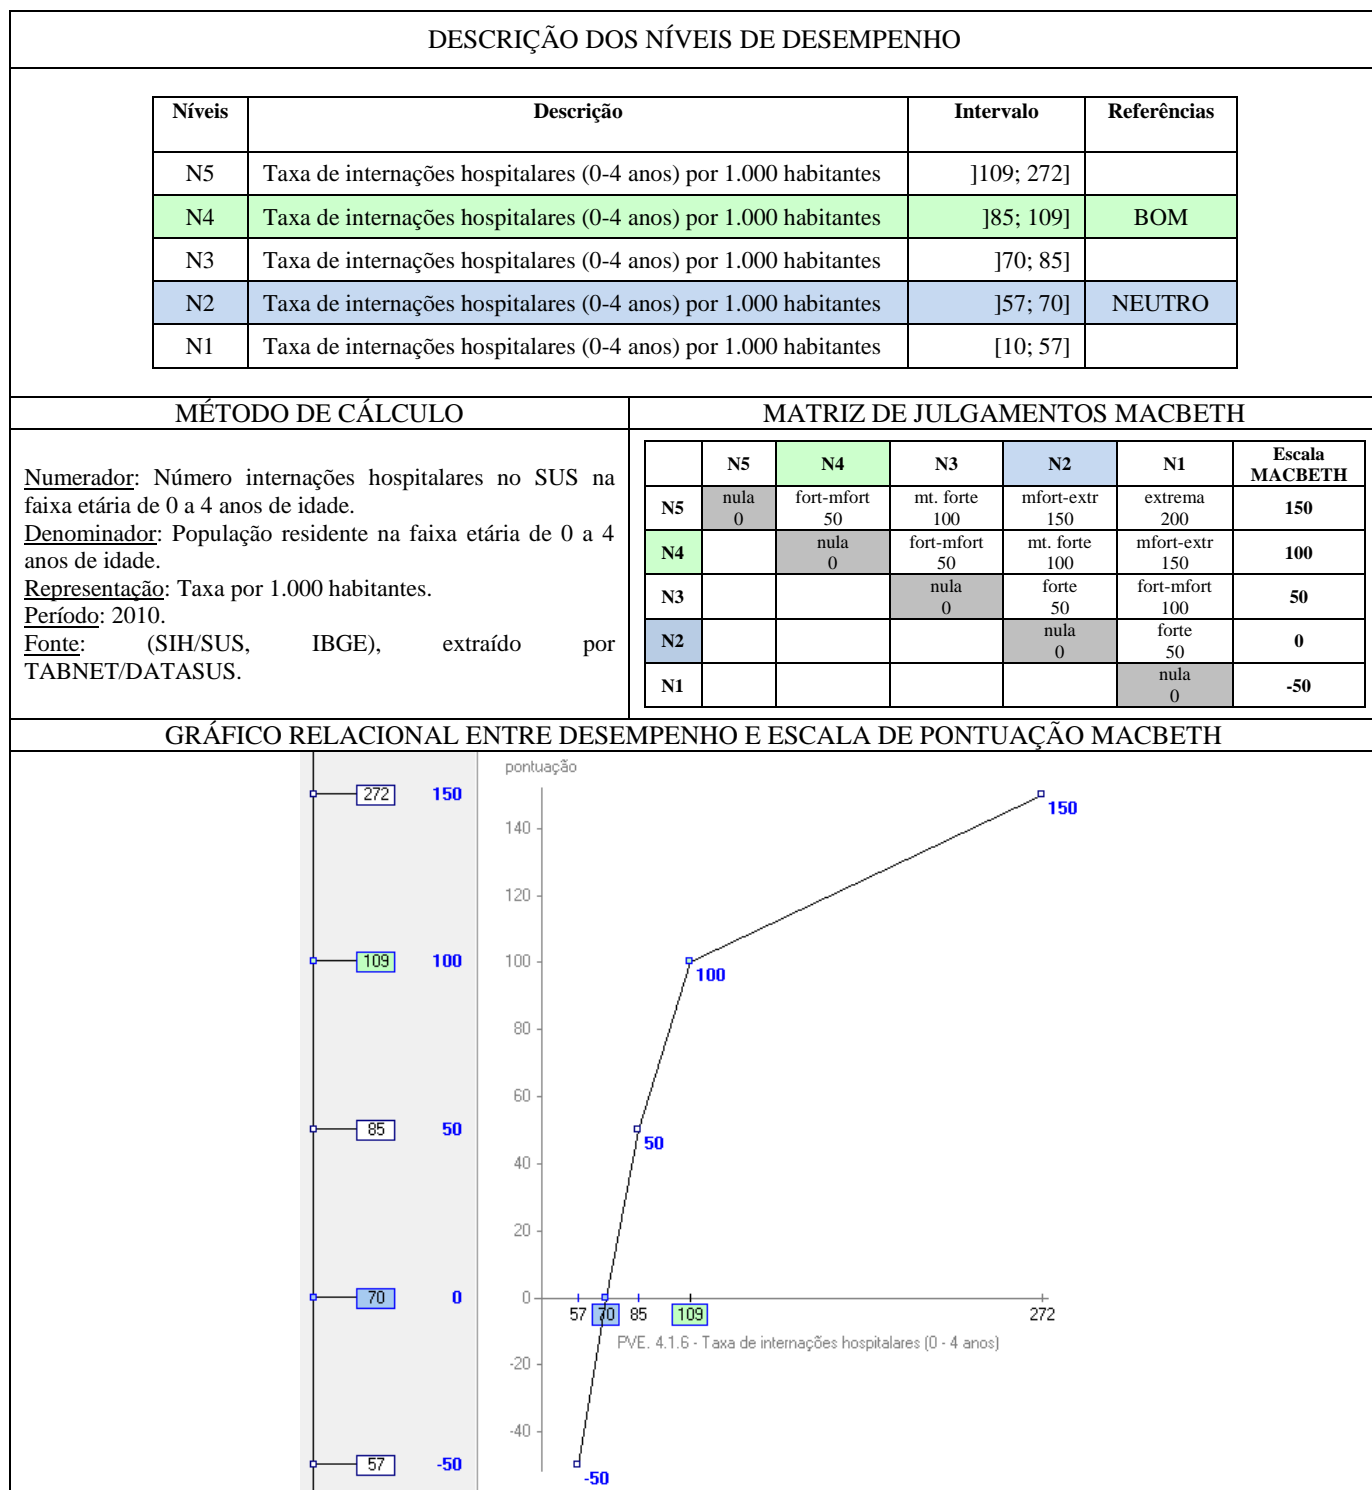 DESCRIÇÃO DOS NÍVEIS DE DESEMPENHO
Níveis Descrição Intervalo Referências
N5 Taxa de internações hospitalares (0-4 anos) por 1.000 habitantes ]109; 272]
N4 Taxa de internações hospitalares (0-4 anos) por 1.000 habitantes ]85; 109] BOM
N3 Taxa de internações hospitalares (0-4 anos) por 1.000 habitantes ]70; 85]
N2 Taxa de internações hospitalares (0-4 anos) por 1.000 habitantes ]57; 70] NEUTRO
N1 Taxa de internações hospitalares (0-4 anos) por 1.000 habitantes [10; 57]
MÉTODO DE CÁLCULO
Numerador: Número internações hospitalares no SUS na
faixa etária de 0 a 4 anos de idade.
Denominador: População residente na faixa etária de 0 a 4
anos de idade.
Representação: Taxa por 1.000 habitantes.
Período: 2010.
Fonte: (SIH/SUS, IBGE), extraído por
TABNET/DATASUS.
MATRIZ DE JULGAMENTOS MACBETH
N5 N4 N3 N2 N1 Escala
MACBETH
N5 nula fort-mfort mt. forte mfort-extr extrema 150
0 50 100 150 200
N4 nula fort-mfort mt. forte mfort-extr 100
0 50 100 150
N3 nula forte fort-mfort 50
0 50 100
N2 nula forte 0
0 50
N1 nula -50
0
GRÁFICO RELACIONAL ENTRE DESEMPENHO E ESCALA DE PONTUAÇÃO MACBETH
272 150
109 100
85 50
70 0
57 -50
pontuação
140
120
100
80
60
40
20
0
-20
-40
150
100
50
-50
57 70 85 109 272
PVE. 4.1.6 - Taxa de internações hospitalares (0 - 4 anos)